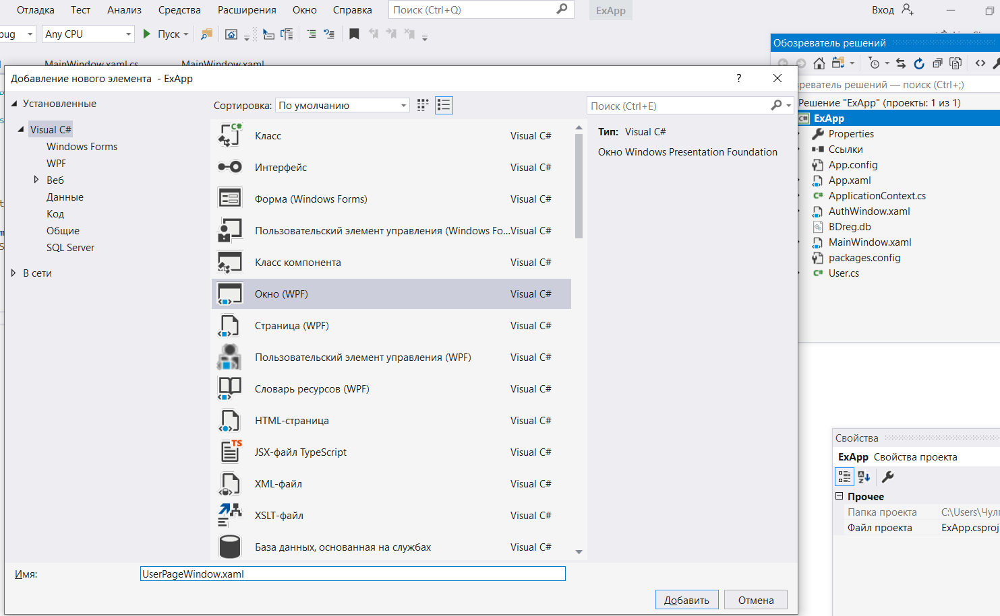 Отладка Тест Анализ Средства Расширения Окно Справка Поиск (Ctrl+Q) ExApp Вход
bug Any CPU Пуск
MainWindow.xaml.cs MainWindow.xaml
Обозреватель решений
Добавление нового элемента - ExApp ?
Установленные
Visual C#
Windows Forms
WPF
Веб
Данные
Код
Общие
SQL Server
В сети
Сортировка: По умолчанию
Класс Visual C#
Интерфейс Visual C#
Форма (Windows Forms) Visual C#
Пользовательский элемент управления (Windows Fo... Visual C#
Класс компонента Visual C#
Окно (WPF) Visual C#
Страница (WPF) Visual C#
Пользовательский элемент управления (WPF) Visual C#
Словарь ресурсов (WPF) Visual C#
HTML-страница Visual C#
JSX-файл TypeScript Visual C#
XML-файл Visual C#
XSLT-файл Visual C#
База данных, основанная на службах Visual C#
Поиск (Ctrl+E)
Тип: Visual C#
Окно Windows Presentation Foundation
Имя: UserPageWindow.xaml
Добавить Отмена
реватель решений — поиск (Ctrl+;)
Решение "ExApp" (проекты: 1 из 1)
ExApp
Properties
Ссылки
App.config
App.xaml
ApplicationContext.cs
AuthWindow.xaml
BDreg.db
MainWindow.xaml
packages.config
User.cs
Свойства
ExApp Свойства проекта
Прочее
Папка проекта C:\Users\Чул
Файл проекта ExApp.csproj